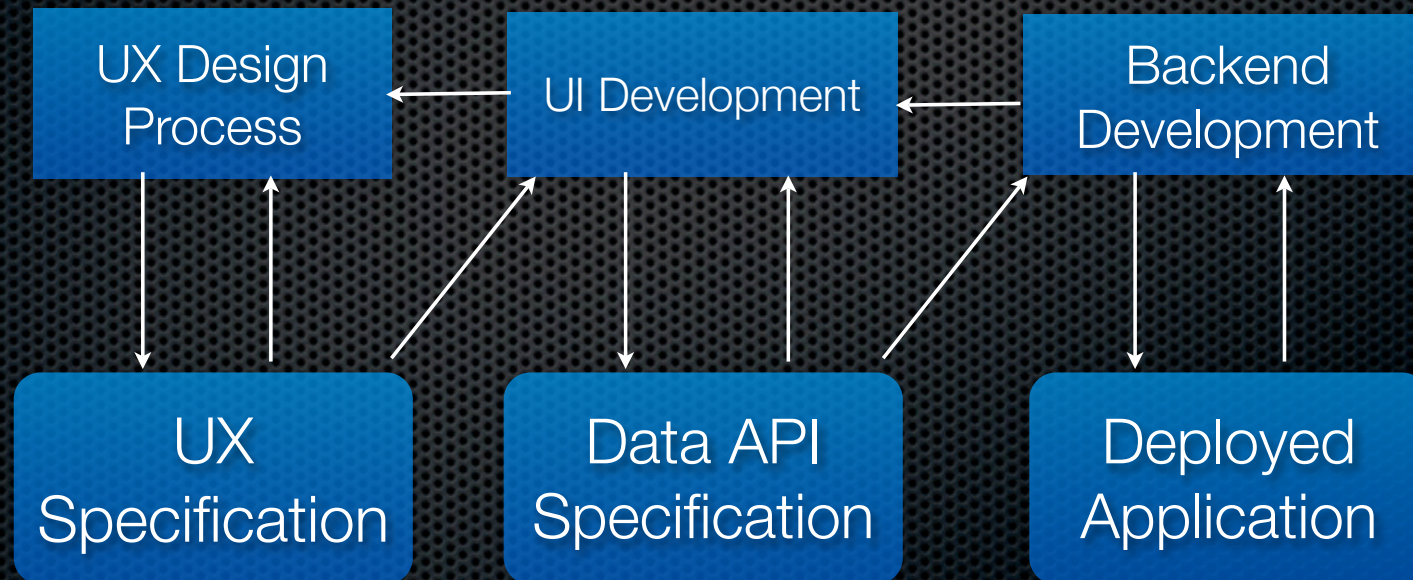 UX Design
Process
UI Development
Backend
Development
UX
Specification
Data API
Specification
Deployed
Application